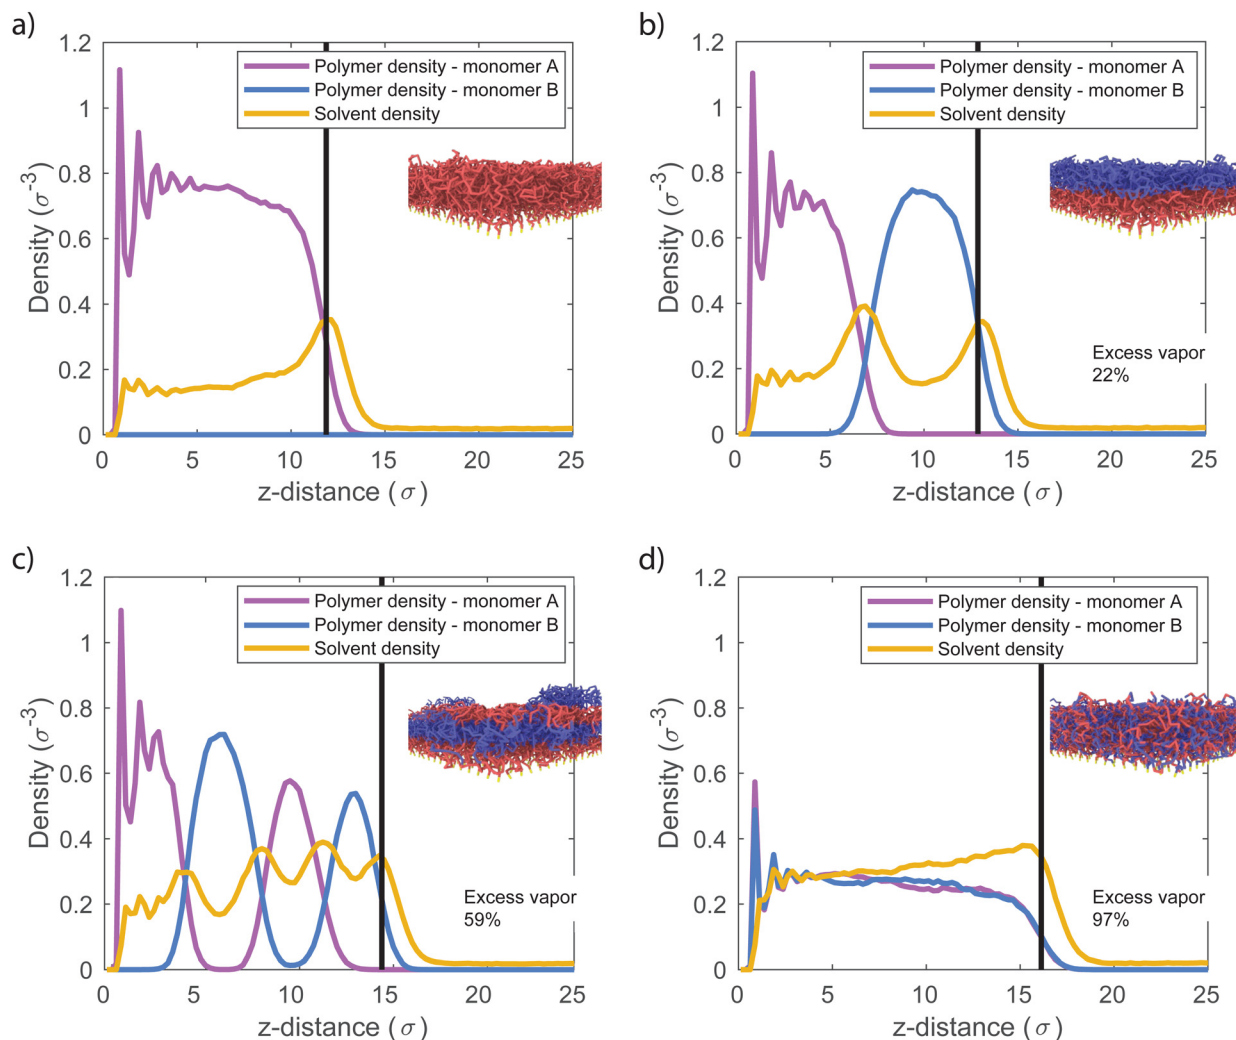 a)
1.2
1
0.8
0.6
0.4
0.2
0
Density (σ⁻³)
Polymer density - monomer A
Polymer density - monomer B
Solvent density
0 5 10 15 20 25
z-distance (σ)
b)
1.2
1
0.8
0.6
0.4
0.2
0
Density (σ⁻³)
Polymer density - monomer A
Polymer density - monomer B
Solvent density
Excess vapor
22%
0 5 10 15 20 25
z-distance (σ)
c)
1.2
1
0.8
0.6
0.4
0.2
0
Density (σ⁻³)
Polymer density - monomer A
Polymer density - monomer B
Solvent density
Excess vapor
59%
0 5 10 15 20 25
z-distance (σ)
d)
1.2
1
0.8
0.6
0.4
0.2
0
Density (σ⁻³)
Polymer density - monomer A
Polymer density - monomer B
Solvent density
Excess vapor
97%
0 5 10 15 20 25
z-distance (σ)